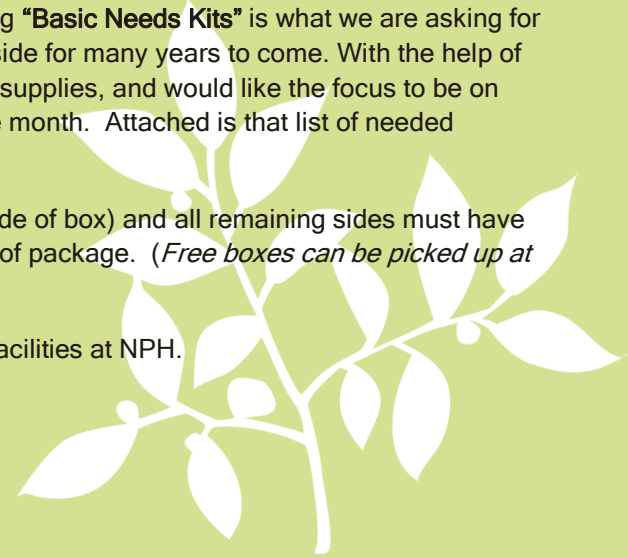 g “Basic Needs Kits” is what we are asking for
side for many years to come. With the help of
supplies, and would like the focus to be on
month. Attached is that list of needed
de of box) and all remaining sides must have
of package. (Free boxes can be picked up at
acilities at NPH.